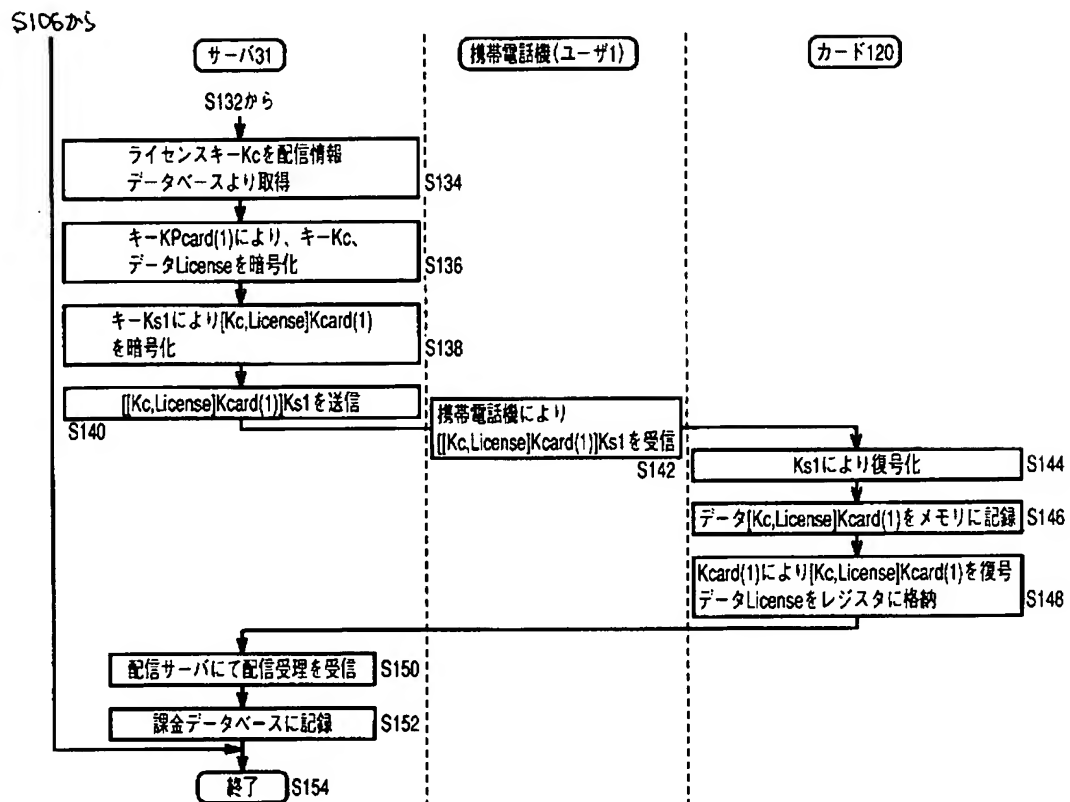 S106から
サーバ31
携帯電話機(ユーザ1)
カード120
S132から
ライセンスキーKcを配信情報
データベースより取得
S134
キーKPcard(1)により、キーKc、
データLicenseを暗号化
S136
キーKs1により[Kc,License]Kcard(1)
を暗号化
S138
[[Kc,License]Kcard(1)]Ks1を送信
S140
携帯電話機により
[[Kc,License]Kcard(1)]Ks1を受信
S142
Ks1により復号化
S144
データ[Kc,License]Kcard(1)をメモリに記録
S146
Kcard(1)により[Kc,License]Kcard(1)を復号
データLicenseをレジスタに格納
S148
配信サーバにて配信受理を受信
S150
課金データベースに記録
S152
終了
S154